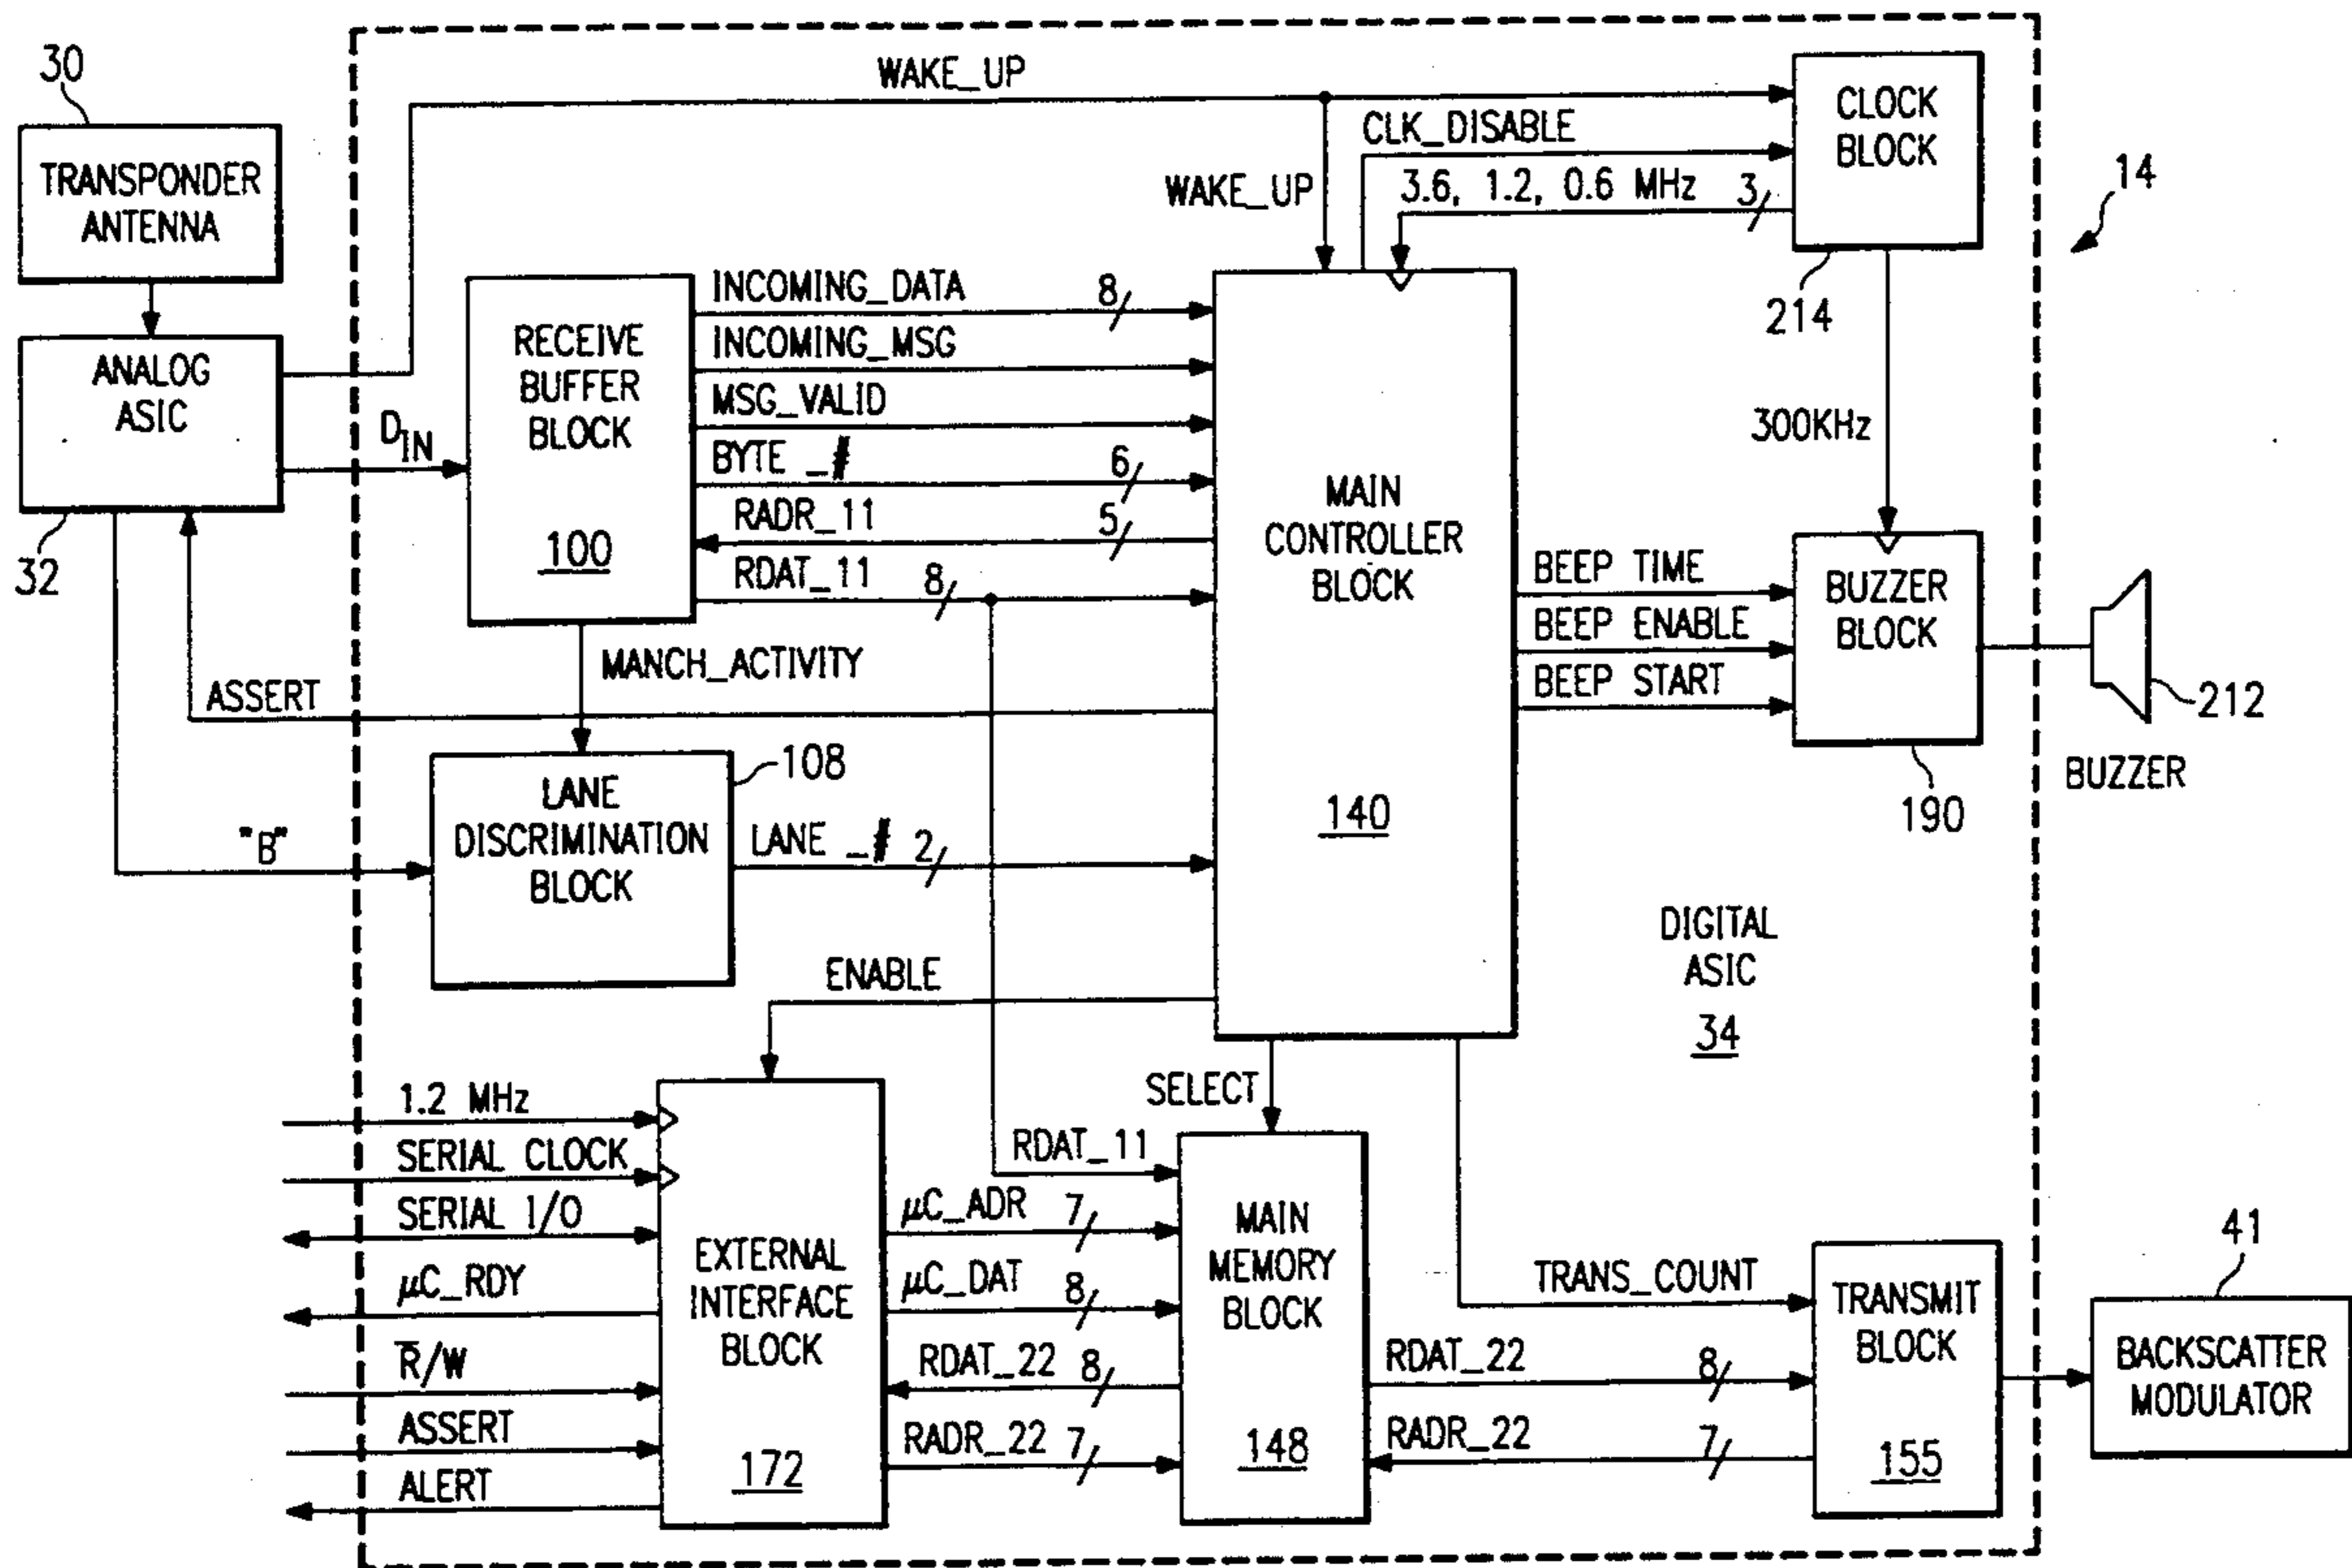 30
TRANSPONDER
ANTENNA
ANALOG
ASIC
32
WAKE_UP
CLOCK
BLOCK
214
14
CLK_DISABLE
WAKE_UP
3.6, 1.2, 0.6 MHz 3
D_IN
RECEIVE
BUFFER
BLOCK
100
INCOMING_DATA 8
INCOMING_MSG
MSG_VALID
BYTE _# 6
RADR_11 5
RDAT_11 8
MAIN
CONTROLLER
BLOCK
140
300KHz
BEEP TIME
BEEP ENABLE
BEEP START
BUZZER
BLOCK
190
212
BUZZER
MANCH_ACTIVITY
ASSERT
"B"
LANE
DISCRIMINATION
BLOCK
108
LANE _# 2
DIGITAL
ASIC
34
ENABLE
SELECT
1.2 MHz
SERIAL CLOCK
SERIAL I/O
μC_RDY
R̅/W
ASSERT
ALERT
EXTERNAL
INTERFACE
BLOCK
172
RDAT_11
μC_ADR 7
μC_DAT 8
RDAT_22 8
RADR_22 7
MAIN
MEMORY
BLOCK
148
TRANS_COUNT
RDAT_22 8
RADR_22 7
TRANSMIT
BLOCK
155
41
BACKSCATTER
MODULATOR